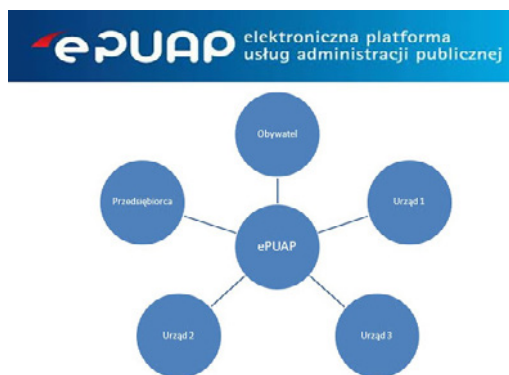 ePUAP
elektroniczna platforma
usług administracji publicznej
Obywatel
Przedsiębiorca
Urząd 1
ePUAP
Urząd 2
Urząd 3